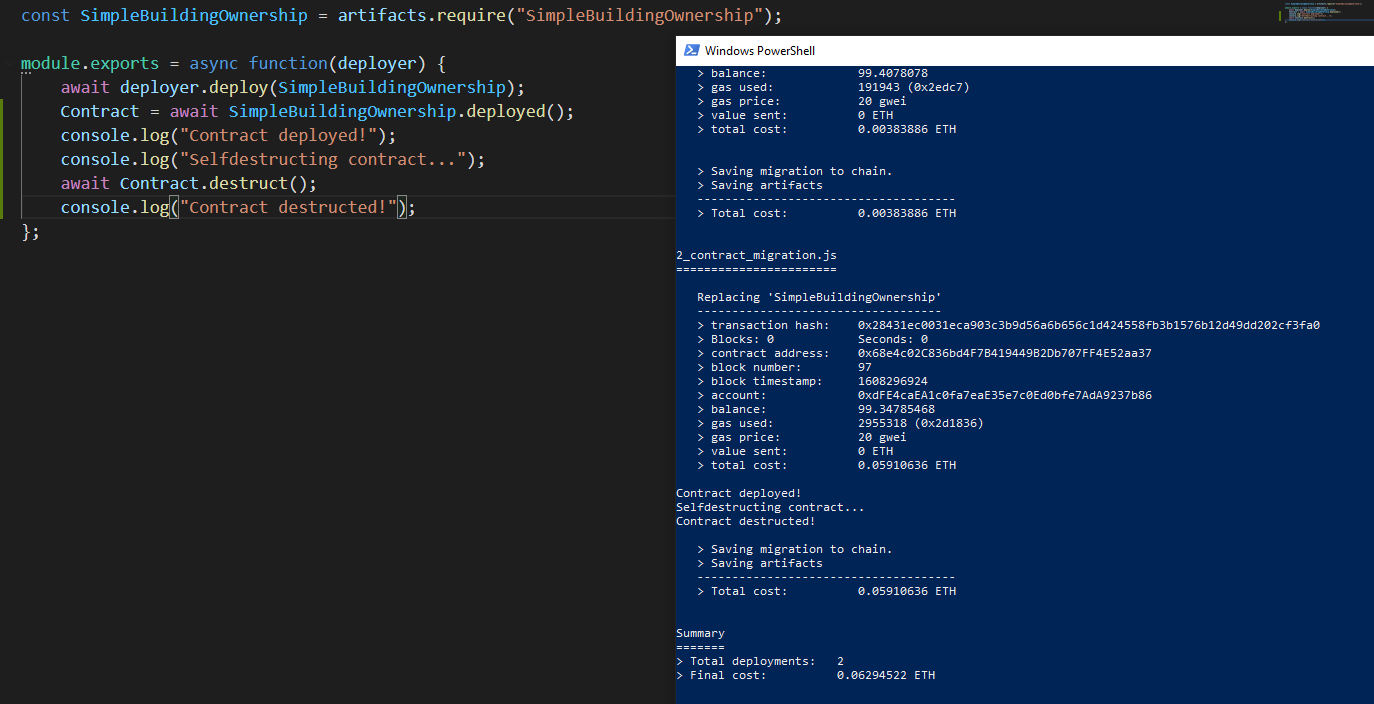 const SimpleBuildingOwnership = artifacts.require("SimpleBuildingOwnership");
module.exports = async function(deployer) {
await deployer.deploy(SimpleBuildingOwnership);
Contract = await SimpleBuildingOwnership.deployed();
console.log("Contract deployed!");
console.log("Selfdestructing contract...");
await Contract.destruct();
console.log("Contract destructed!");
};
Windows PowerShell
> balance: 99.4078078
> gas used: 191943 (0x2edc7)
> gas price: 20 gwei
> value sent: 0 ETH
> total cost: 0.00383886 ETH
> Saving migration to chain.
> Saving artifacts
-------------------------------------
> Total cost: 0.00383886 ETH
2_contract_migration.js
=======================
Replacing 'SimpleBuildingOwnership'
-----------------------------------
> transaction hash: 0x28431ec0031eca903c3b9d56a6b656c1d424558fb3b1576b12d49dd202cf3fa0
> Blocks: 0 Seconds: 0
> contract address: 0x68e4c02C836bd4F7B419449B2Db707FF4E52aa37
> block number: 97
> block timestamp: 1608296924
> account: 0xdFE4caEA1c0fa7eaE35e7c0Ed0bfe7AdA9237b86
> balance: 99.34785468
> gas used: 2955318 (0x2d1836)
> gas price: 20 gwei
> value sent: 0 ETH
> total cost: 0.05910636 ETH
Contract deployed!
Selfdestructing contract...
Contract destructed!
> Saving migration to chain.
> Saving artifacts
-------------------------------------
> Total cost: 0.05910636 ETH
Summary
=======
> Total deployments: 2
> Final cost: 0.06294522 ETH